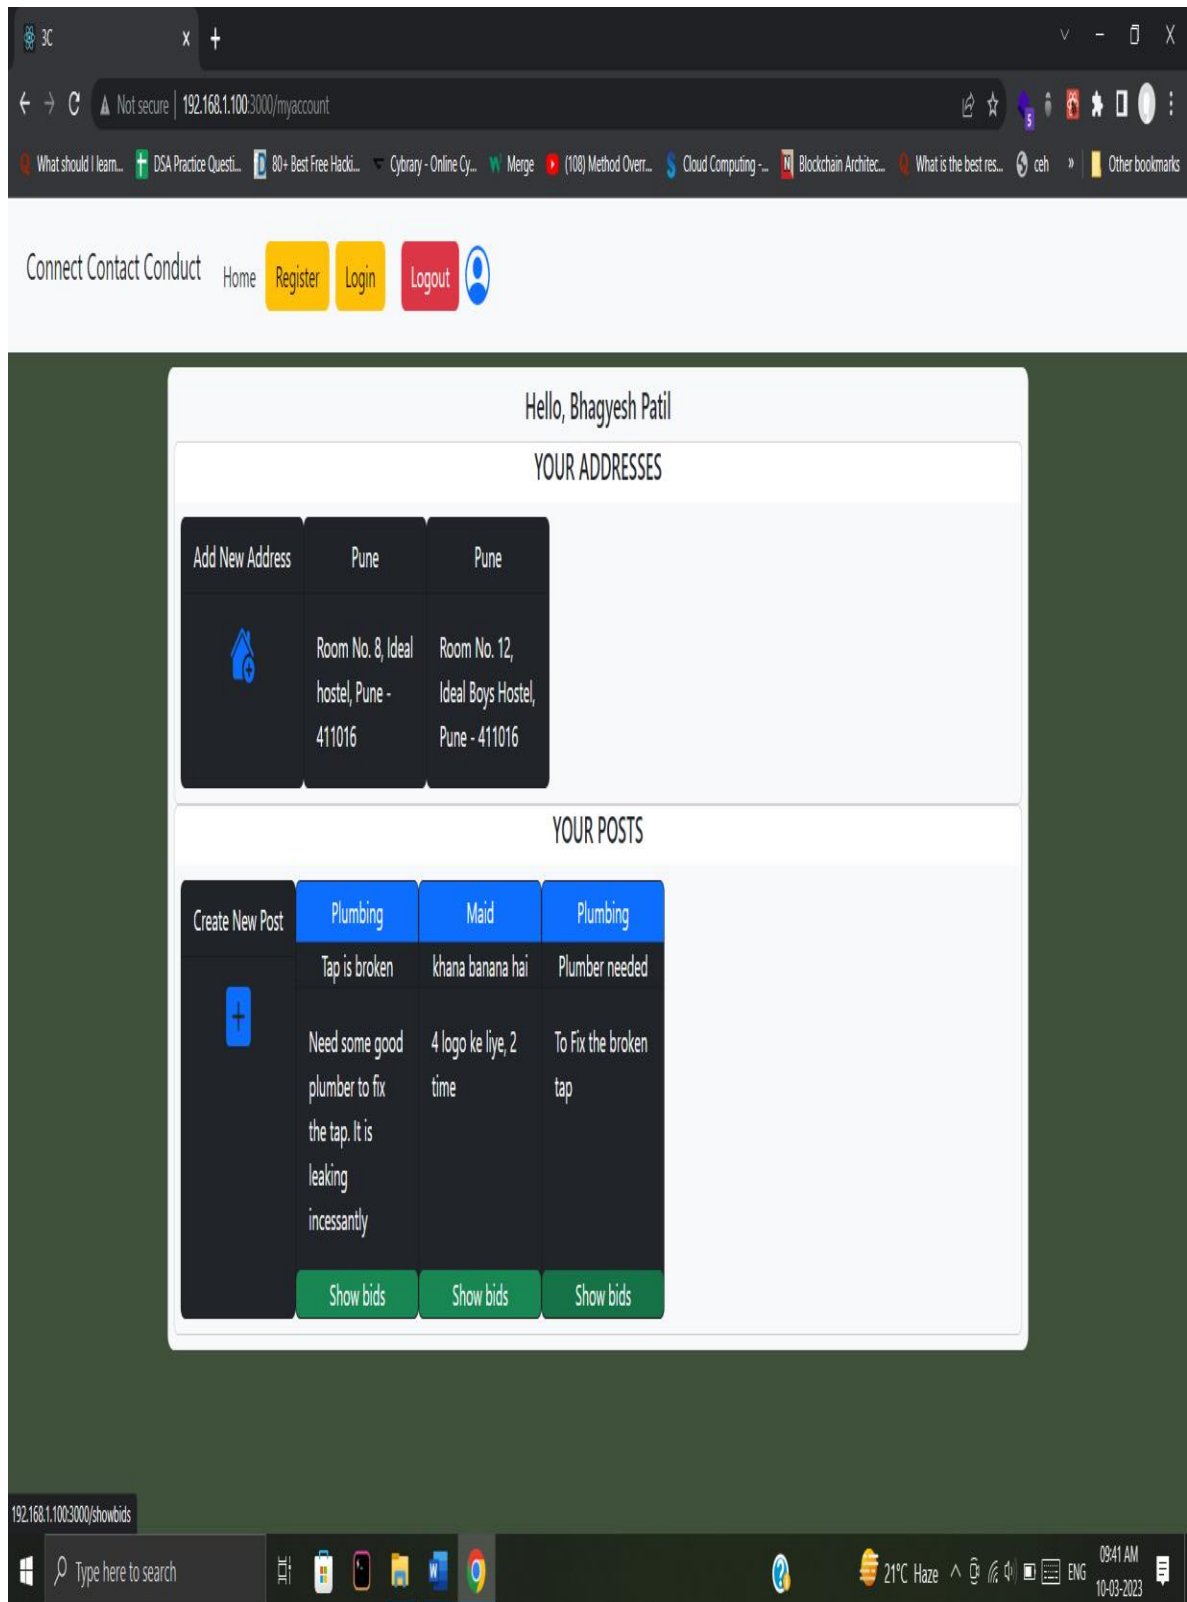 3C
Not secure | 192.168.1.100:3000/myaccount
What should I learn... DSA Practice Questi... 80+ Best Free Hacki... Cybrary - Online Cy... Merge (108) Method Overr... Cloud Computing -... Blockchain Architec... What is the best res... ceh » Other bookmarks
Connect Contact Conduct Home Register Login Logout
Hello, Bhagyesh Patil
YOUR ADDRESSES
Add New Address
Pune
Room No. 8, Ideal
hostel, Pune -
411016
Pune
Room No. 12,
Ideal Boys Hostel,
Pune - 411016
YOUR POSTS
Create New Post
Plumbing
Tap is broken
Need some good
plumber to fix
the tap. It is
leaking
incessantly
Show bids
Maid
khana banana hai
4 logo ke liye, 2
time
Show bids
Plumbing
Plumber needed
To Fix the broken
tap
Show bids
192.168.1.100:3000/showbids
Type here to search
21°C Haze
ENG
09:41 AM
10-03-2023